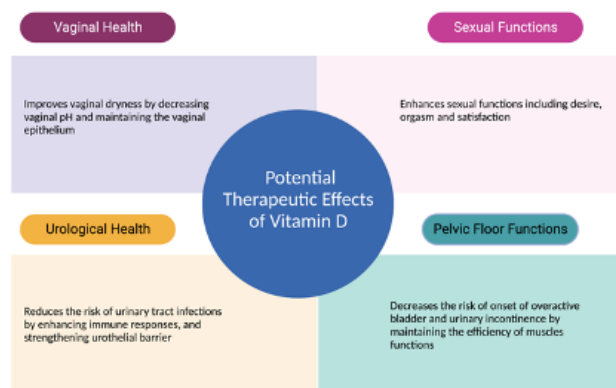 Vaginal Health
Sexual Functions
Improves vaginal dryness by decreasing
vaginal pH and maintaining the vaginal
epithelium
Enhances sexual functions including desire,
orgasm and satisfaction
Potential
Therapeutic Effects
of Vitamin D
Urological Health
Pelvic Floor Functions
Reduces the risk of urinary tract infections
by enhancing immune responses, and
strengthening urothelial barrier
Decreases the risk of onset of overactive
bladder and urinary incontinence by
maintaining the efficiency of muscles
functions